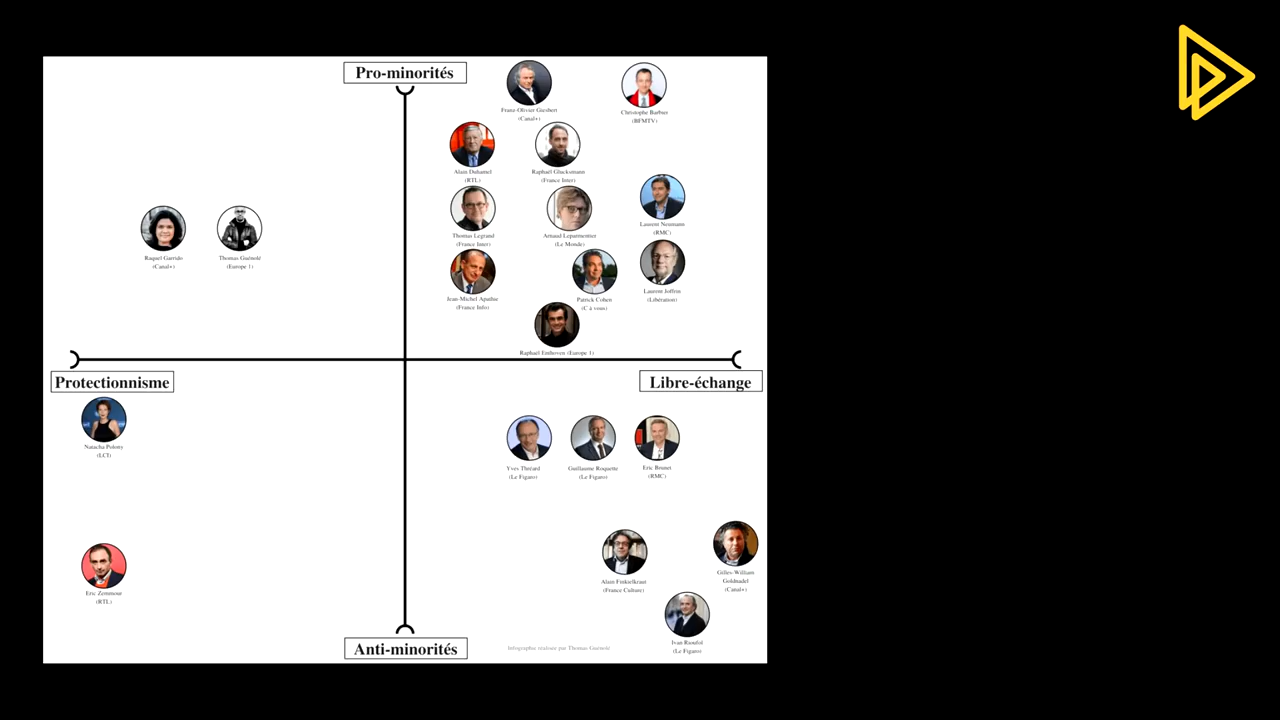 Pro-minorités
Franz-Olivier Giesbert
(Canal+)
Christophe Barbier
(BFMTV)
Alain Duhamel
(RTL)
Raphaël Glucksmann
(France Inter)
Thomas Legrand
(France Inter)
Arnaud Leparmentier
(Le Monde)
Laurent Neumann
(RMC)
Raquel Garrido
(Canal+)
Thomas Guénolé
(Europe 1)
Jean-Michel Apathie
(France Info)
Patrick Cohen
(C à vous)
Laurent Joffrin
(Libération)
Raphaël Enthoven (Europe 1)
Protectionnisme
Libre-échange
Natacha Polony
(LCI)
Yves Thréard
(Le Figaro)
Guillaume Roquette
(Le Figaro)
Eric Brunet
(RMC)
Eric Zemmour
(RTL)
Alain Finkielkraut
(France Culture)
Gilles-William
Goldnadel
(Canal+)
Ivan Rioufol
(Le Figaro)
Anti-minorités
Infographie réalisée par Thomas Guénolé